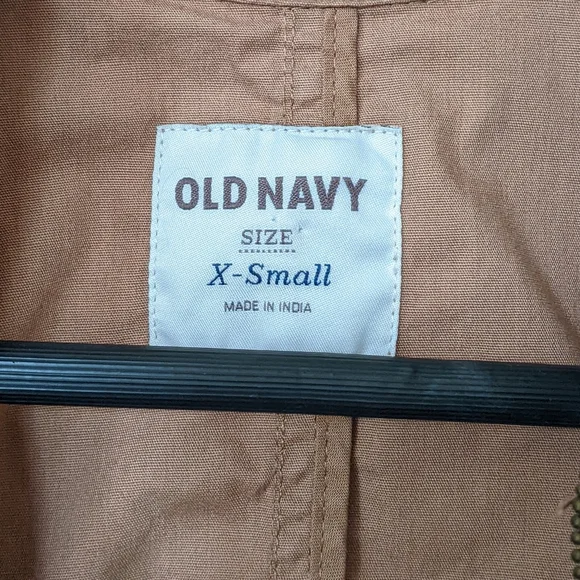 OLD NAVY
SIZE
X-Small
MADE IN INDIA